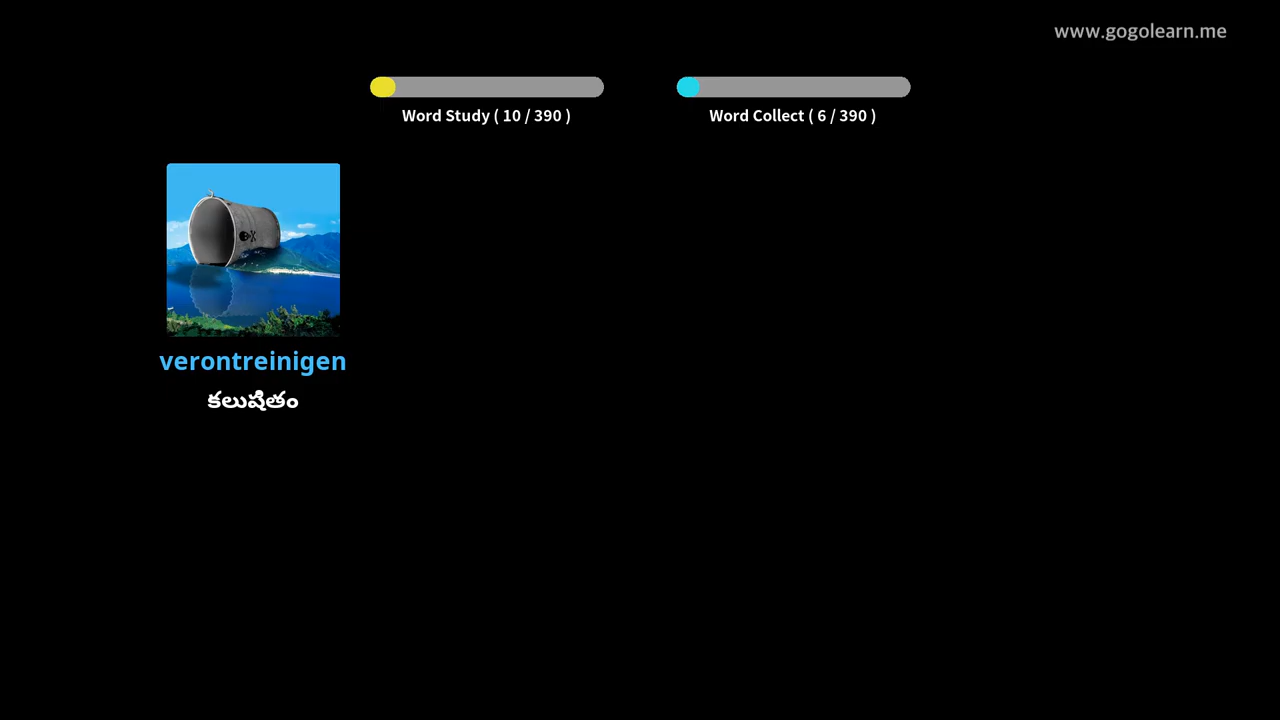 www.gogolearn.me
Word Study ( 10 / 390 )
Word Collect ( 6 / 390 )
verontreinigen
కలుషితం